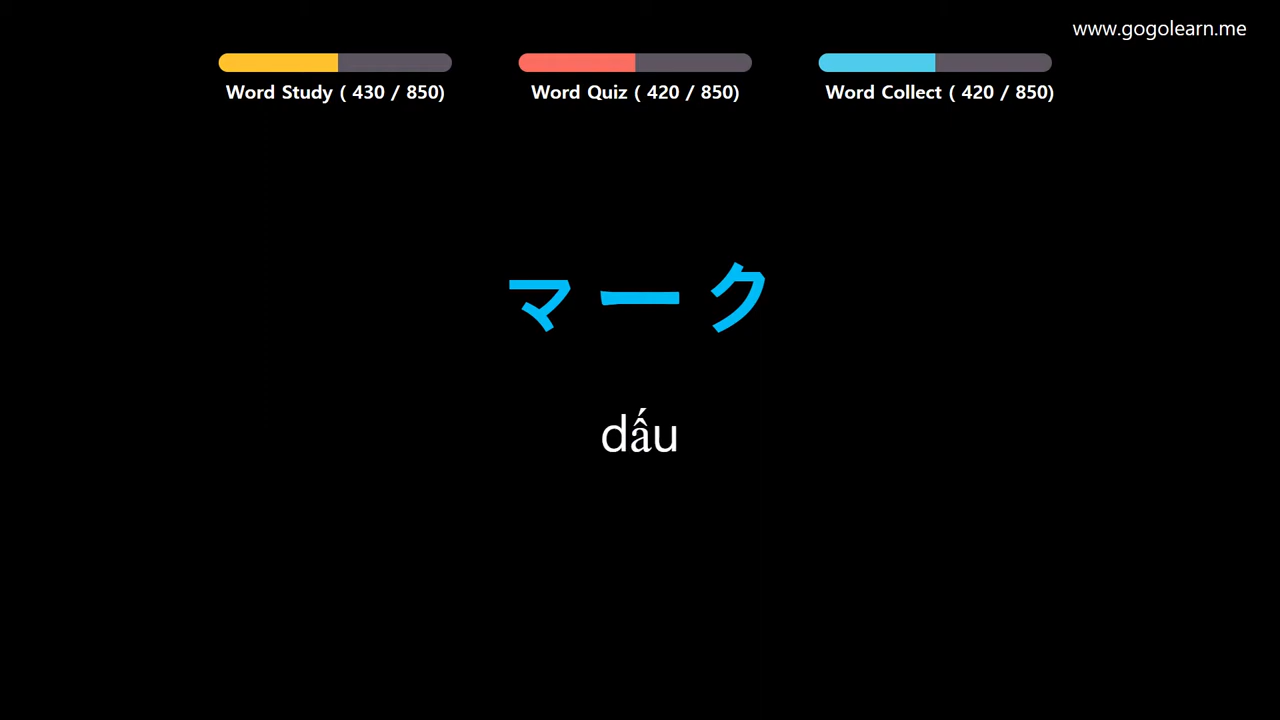 www.gogolearn.me
Word Study ( 430 / 850)
Word Quiz ( 420 / 850)
Word Collect ( 420 / 850)
マーク
dấu